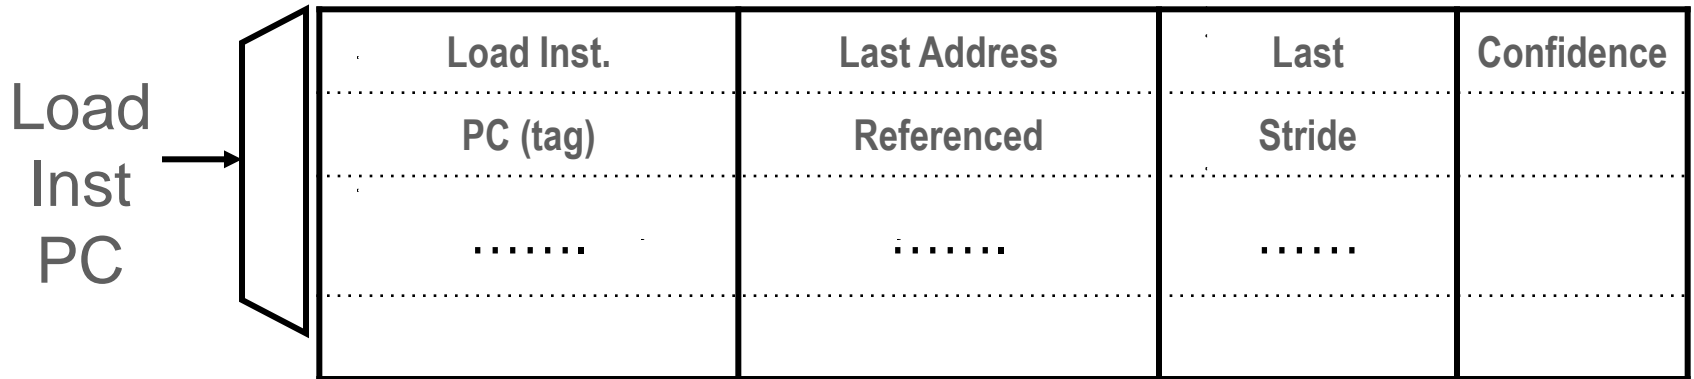 Load
Inst
PC
Load Inst. Last Address Last Confidence
PC (tag) Referenced Stride
....... ....... ......